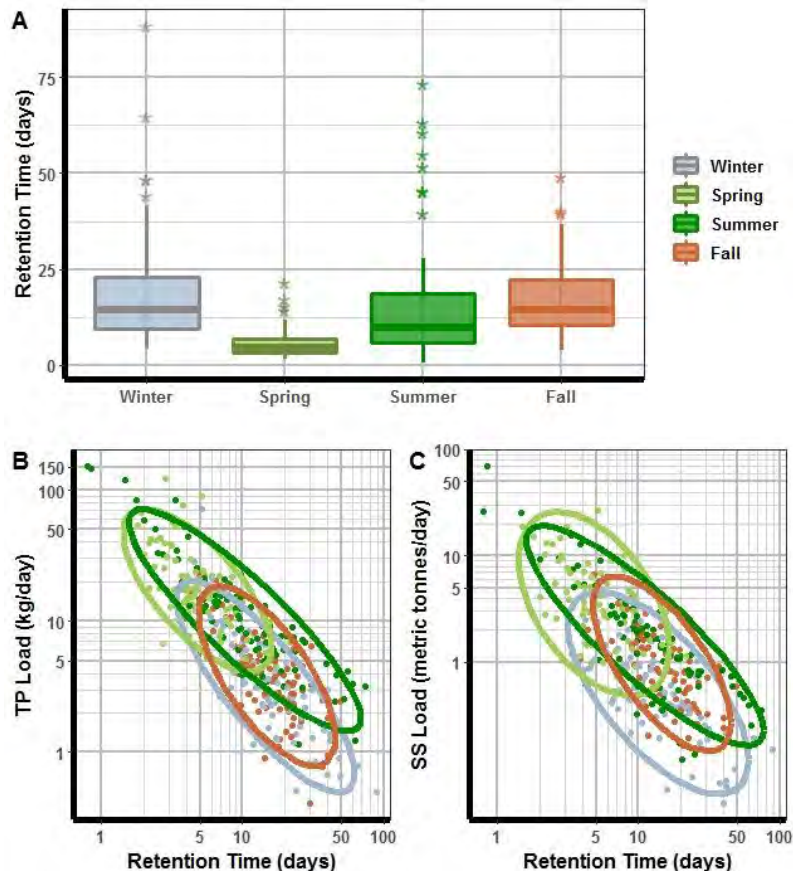 A
Retention Time (days)
75
50
25
0
Winter
Spring
Summer
Fall
Winter
Spring
Summer
Fall
B
TP Load (kg/day)
150
100
50
10
5
1
1
5
10
50
100
Retention Time (days)
C
SS Load (metric tonnes/day)
100
50
10
5
1
1
5
10
50
100
Retention Time (days)